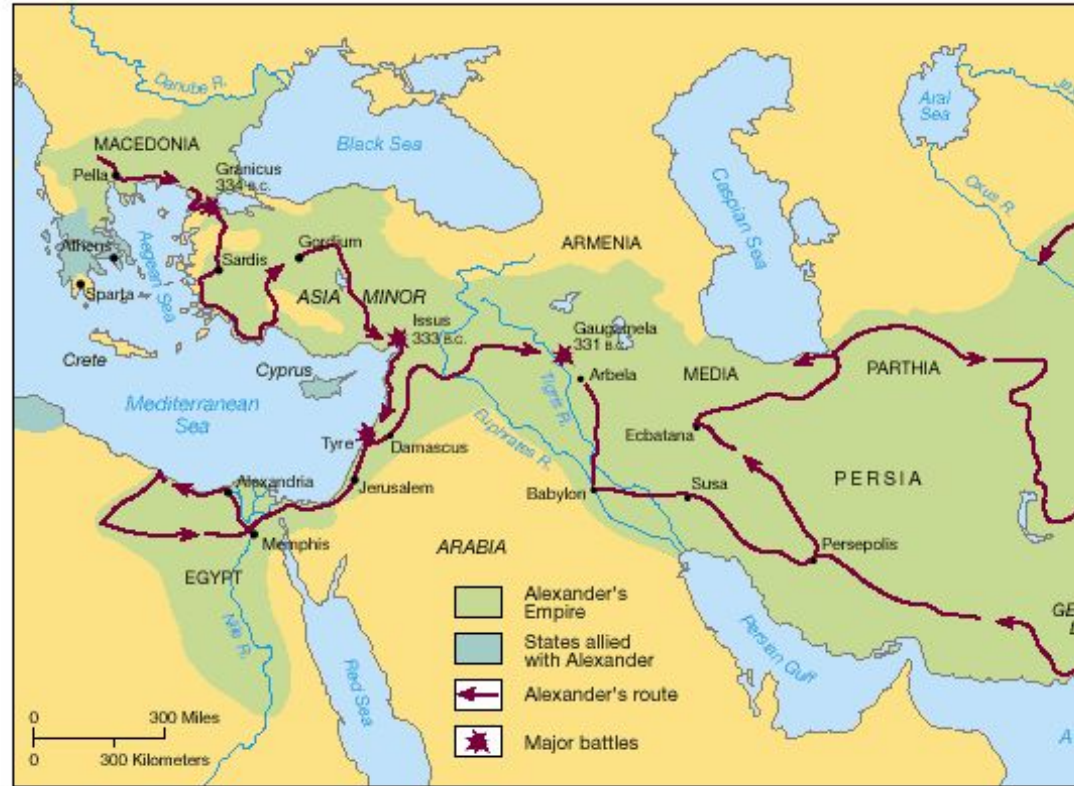 Danube R.
MACEDONIA
Pella
Granicus
334 B.C.
Black Sea
Aral
Sea
Oxus R.
Caspian Sea
Athens
Aegean Sea
Sparta
Sardis
Gordium
ASIA MINOR
ARMENIA
Issus
333 B.C.
Gaugamela
331 B.C.
Arbela
MEDIA
PARTHIA
Crete
Cyprus
Mediterranean
Sea
Tyre
Damascus
Euphrates R.
Tigris R.
Ecbatana
PERSIA
Alexandria
Jerusalem
Babylon
Susa
Memphis
ARABIA
Persepolis
EGYPT
Nile R.
Red Sea
Persian Gulf
Alexander's
Empire
States allied
with Alexander
Alexander's route
Major battles
0 300 Miles
0 300 Kilometers